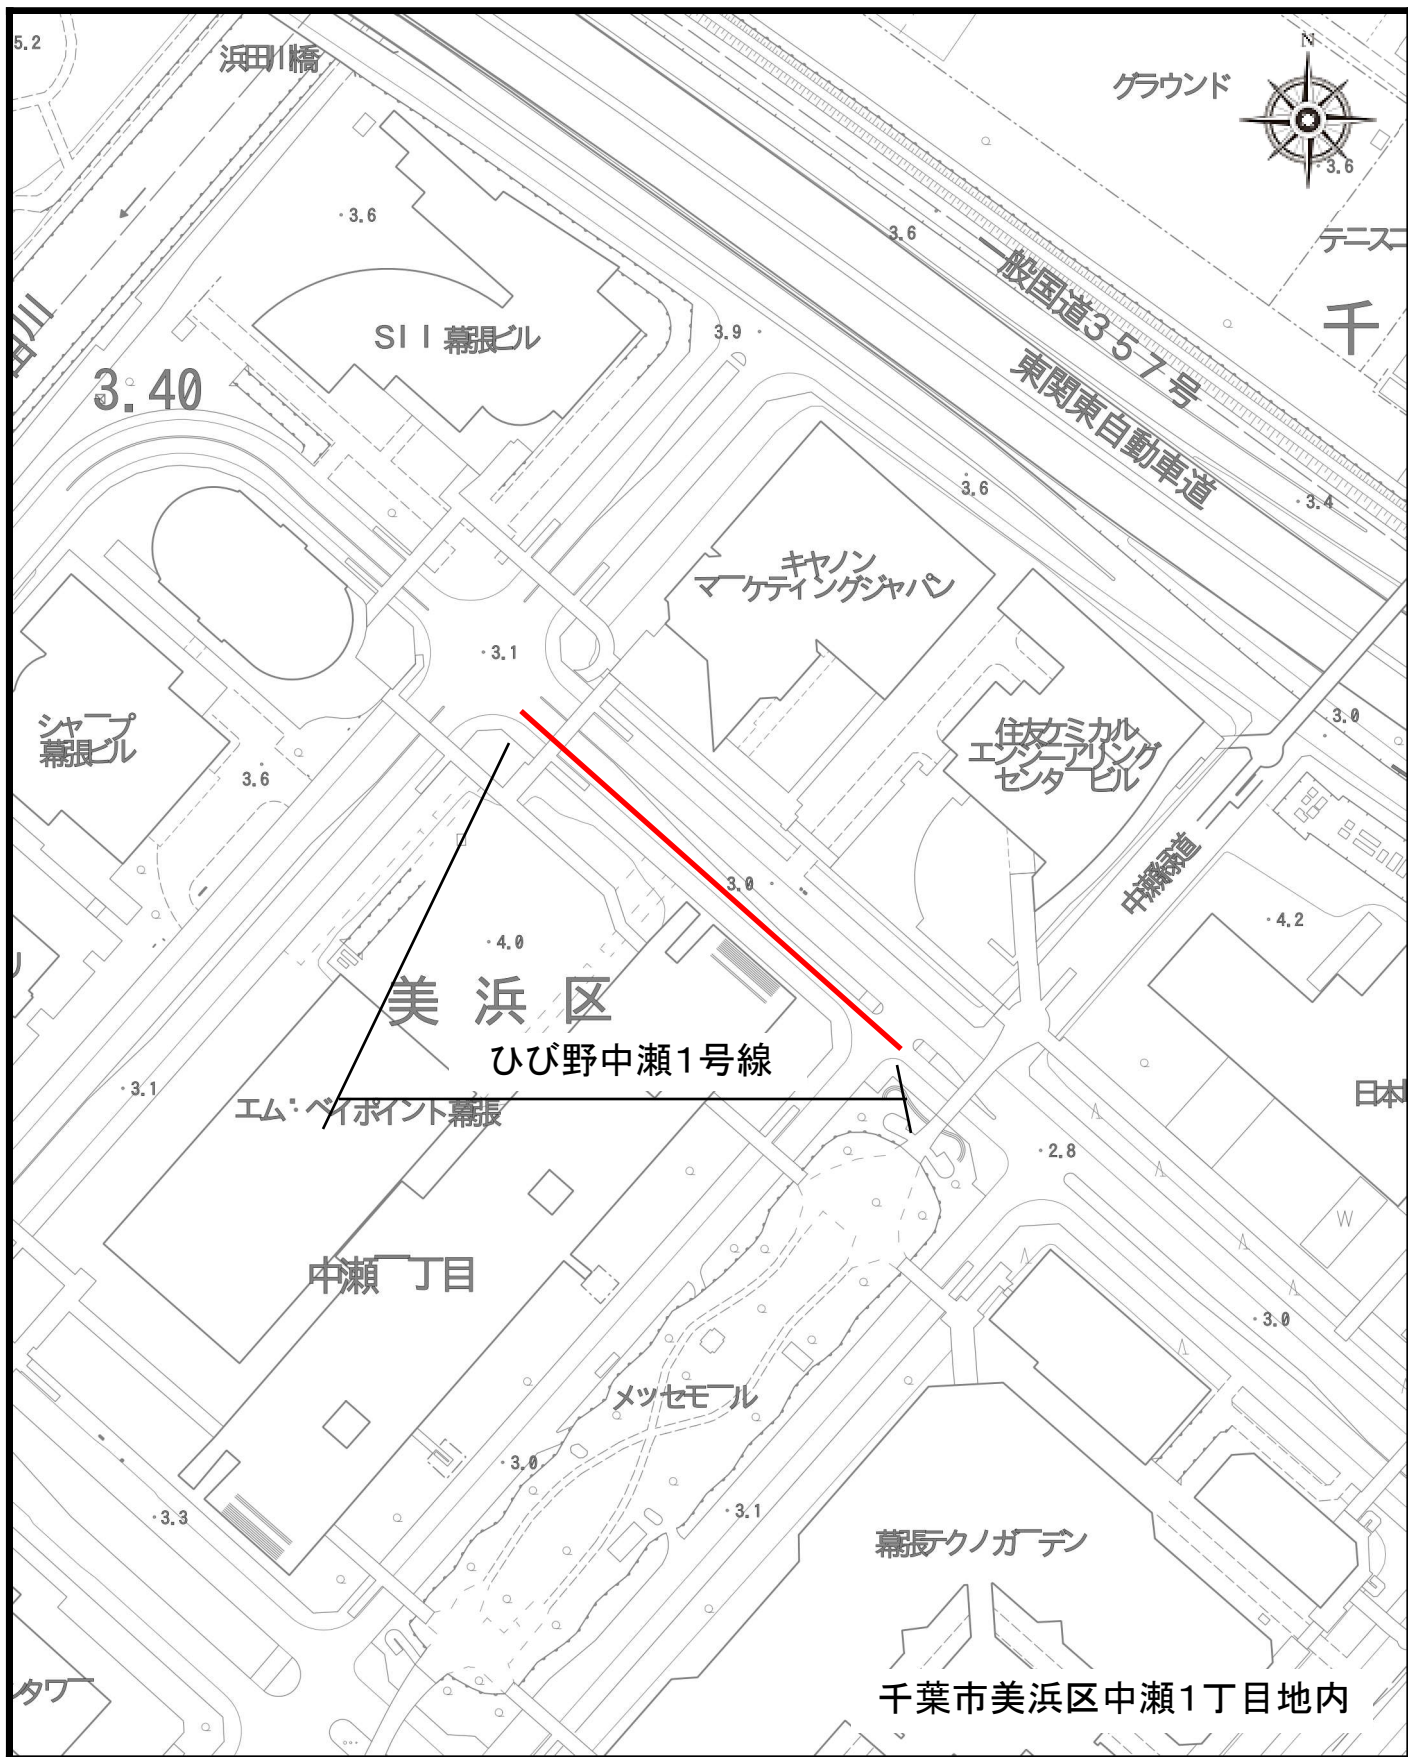 5.2
浜田川橋
N
グラウンド
3.6
3.6
3.6
テニスコ
一般国道357号
千
田川
SII 幕張ビル
3.9
東関東自動車道
3.40
3.6
3.4
キヤノン
マーケティングジャパン
3.1
シャープ
幕張ビル
住友ケミカル
エンジニアリング
センタービル
3.0
3.6
中瀬緑道
3.0
4.2
4.0
美浜区
ひび野中瀬1号線
3.1
エム・ベイポイント幕張
日本
2.8
W
中瀬一丁目
3.0
メッセモール
3.0
3.3
3.1
幕張テクノガーデン
タワー
千葉市美浜区中瀬1丁目地内